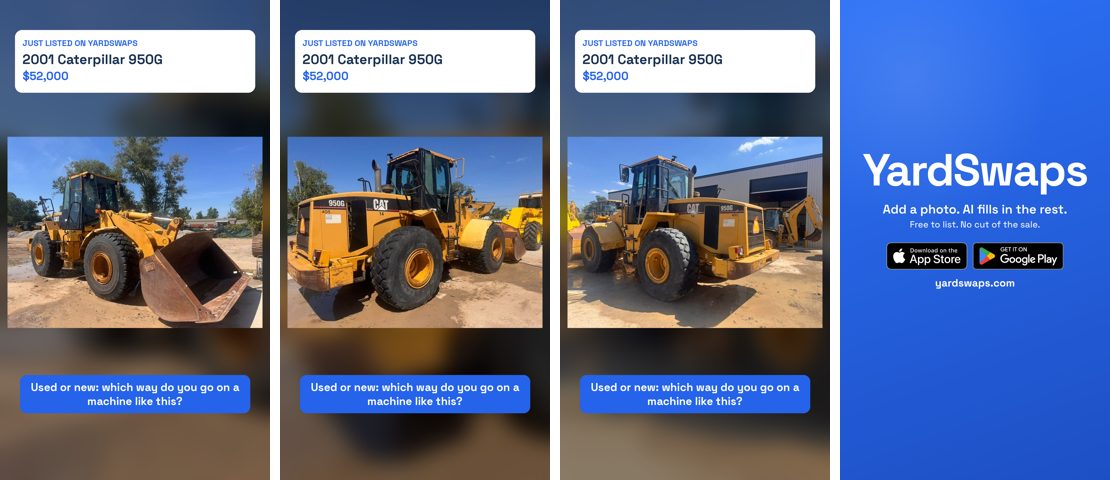 JUST LISTED ON YARDSWAPS
2001 Caterpillar 950G
$52,000
Used or new: which way do you go on a
machine like this?
JUST LISTED ON YARDSWAPS
2001 Caterpillar 950G
$52,000
950G
CAT
Used or new: which way do you go on a
machine like this?
JUST LISTED ON YARDSWAPS
2001 Caterpillar 950G
$52,000
CAT
950G
Used or new: which way do you go on a
machine like this?
YardSwaps
Add a photo. AI fills in the rest.
Free to list. No cut of the sale.
Download on the
App Store
GET IT ON
Google Play
yardswaps.com